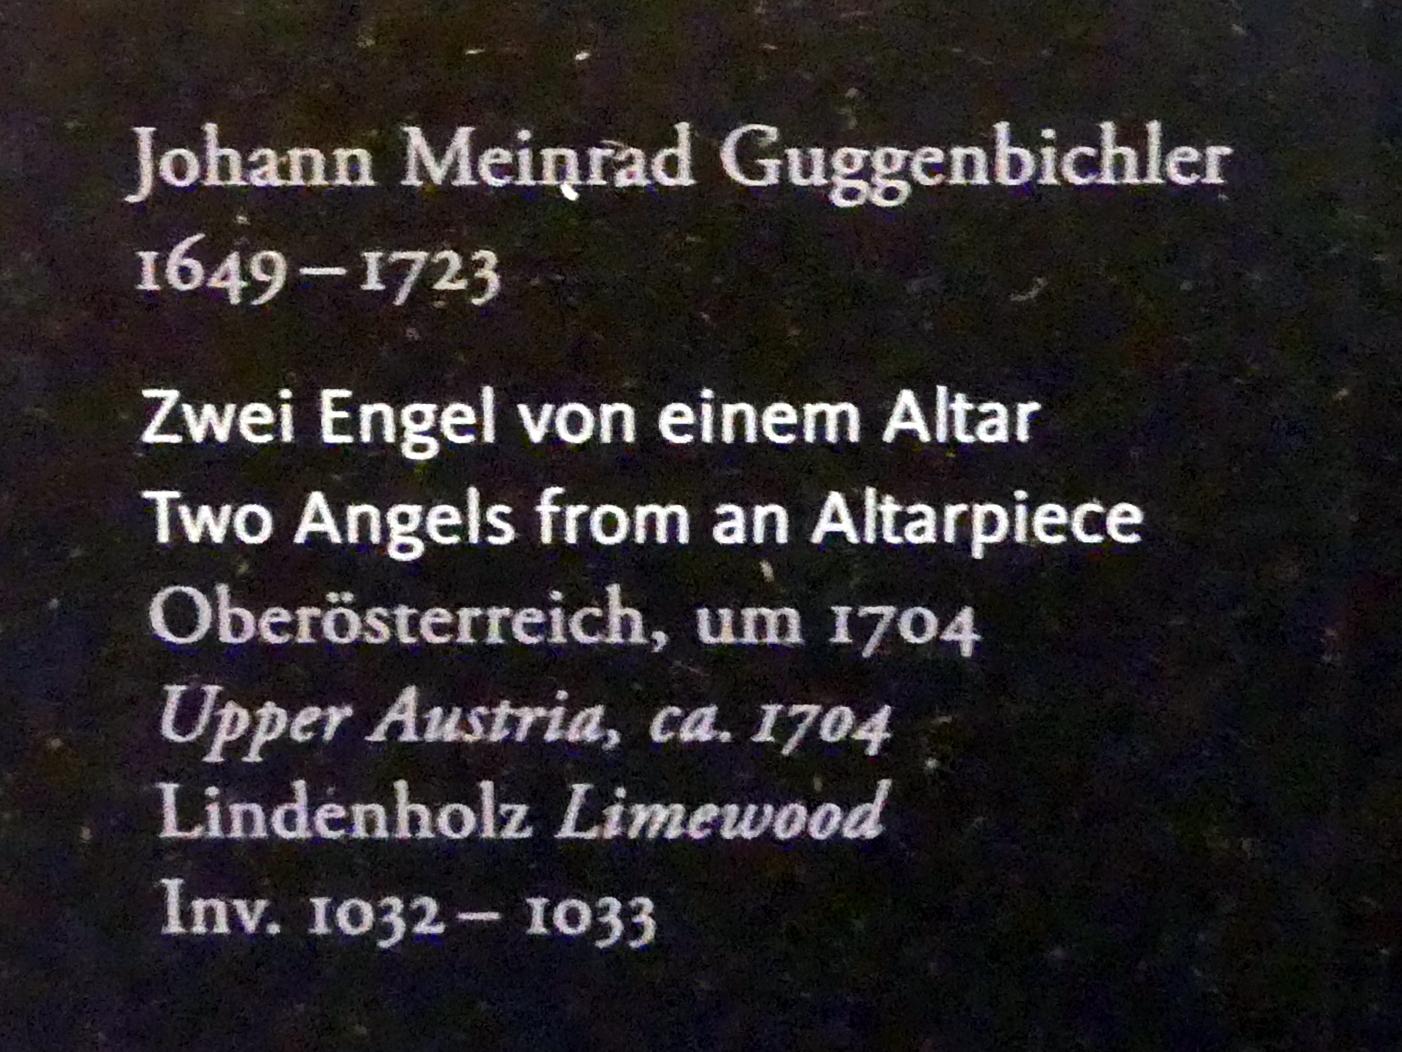 Johann Meinrad Guggenbichler
1649 – 1723
Zwei Engel von einem Altar
Two Angels from an Altarpiece
Oberösterreich, um 1704
Upper Austria, ca. 1704
Lindenholz Limewood
Inv. 1032 – 1033